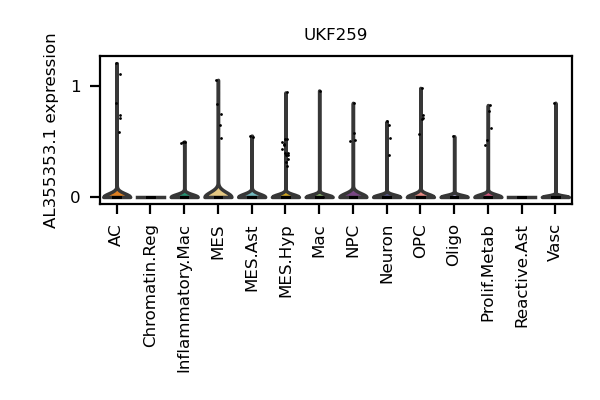 UKF259
AL355353.1 expression
1
0
AC
Chromatin.Reg
Inflammatory.Mac
MES
MES.Ast
MES.Hyp
Mac
NPC
Neuron
OPC
Oligo
Prolif.Metab
Reactive.Ast
Vasc